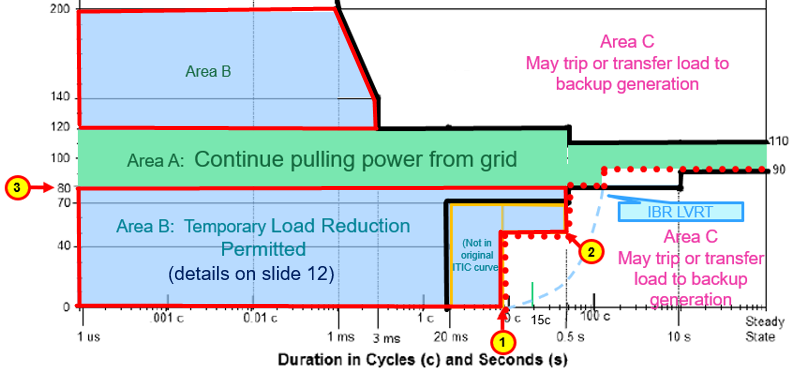 200
140
120
100
80
70
40
0
3
Area B
Area C
May trip or transfer load to
backup generation
110
90
Area A: Continue pulling power from grid
Area B: Temporary Load Reduction
Permitted
(details on slide 12)
(Not in
original
ITIC curve
IBR LVRT
2
Area C
May trip or transfer
load to backup
generation
.001 c
0.01 c
1 c
c
15c
100 c
1 us
1 ms
3 ms
20 ms
1
0.5 s
10 s
Steady
State
Duration in Cycles (c) and Seconds (s)